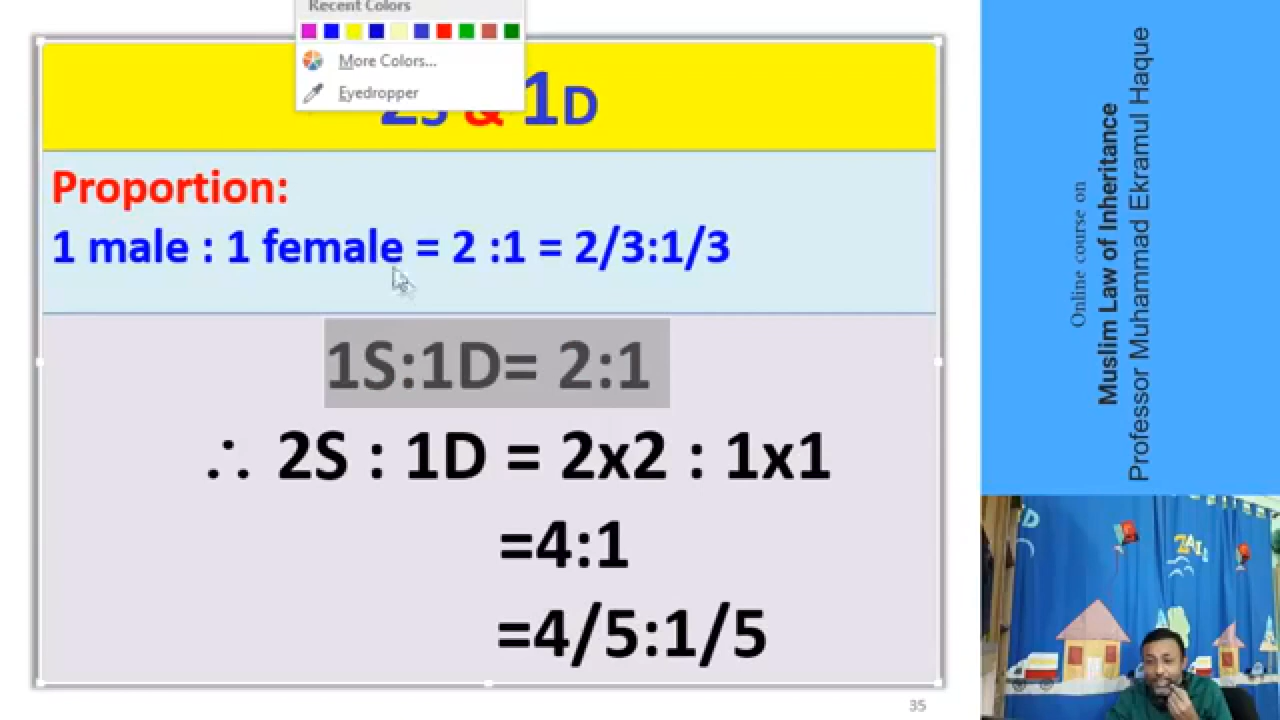 Recent Colors
More Colors...
Eyedropper
2S & 1D
Proportion:
1 male : 1 female = 2 :1 = 2/3:1/3
1S:1D= 2:1
∴ 2S : 1D = 2x2 : 1x1
=4:1
=4/5:1/5
35
Online course on
Muslim Law of Inheritance
Professor Muhammad Ekramul Haque
D